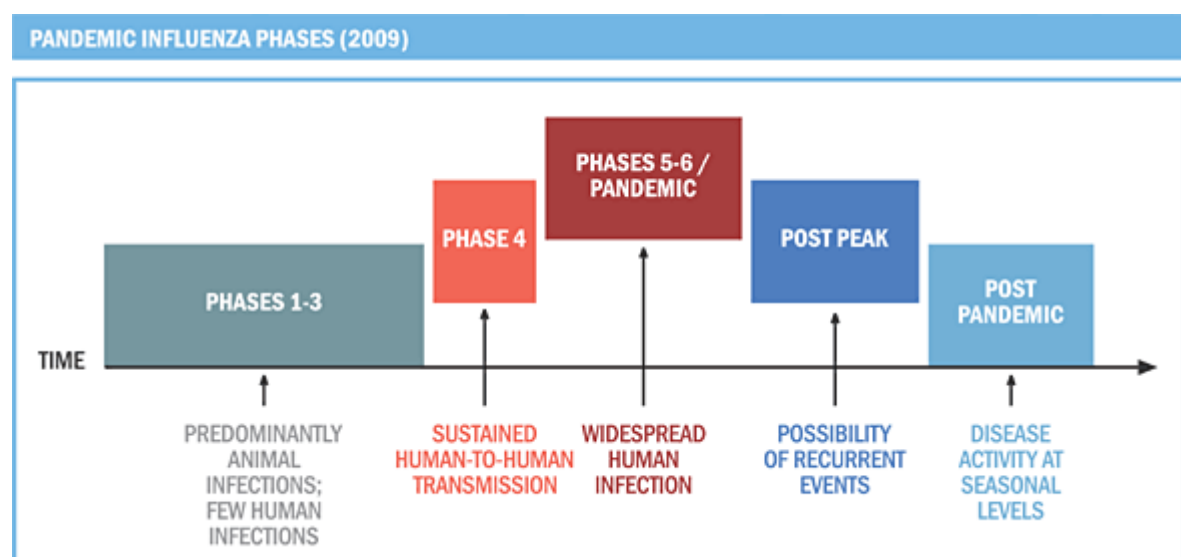 PANDEMIC INFLUENZA PHASES (2009)
PHASES 5-6 /
PANDEMIC
PHASE 4
POST PEAK
PHASES 1-3
POST
PANDEMIC
TIME
PREDOMINANTLY
ANIMAL
INFECTIONS;
FEW HUMAN
INFECTIONS
SUSTAINED
HUMAN-TO-HUMAN
TRANSMISSION
WIDESPREAD
HUMAN
INFECTION
POSSIBILITY
OF RECURRENT
EVENTS
DISEASE
ACTIVITY AT
SEASONAL
LEVELS